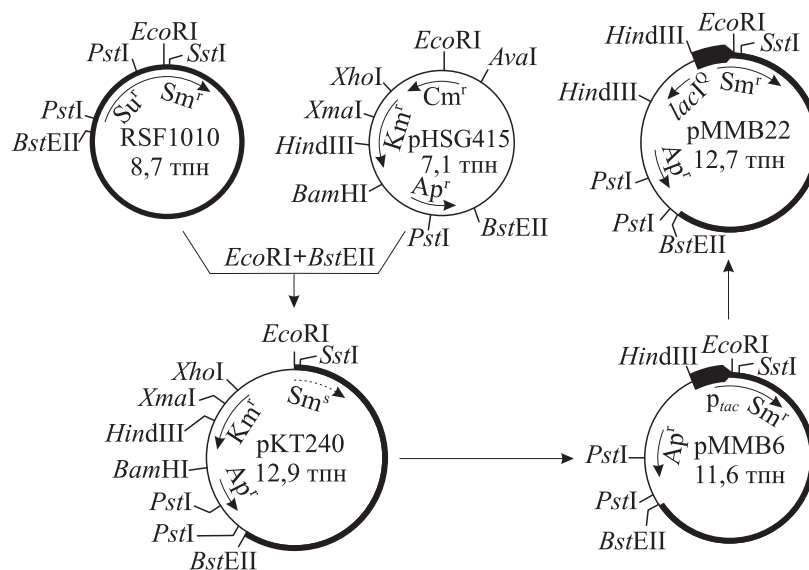 EcoRI
PstI
SstI
PstI
BstEII
Suʳ
Smʳ
RSF1010
8,7 тпн
EcoRI
AvaI
XhoI
XmaI
HindIII
BamHI
PstI
BstEII
Cmʳ
Kmʳ
Apʳ
pHSG415
7,1 тпн
EcoRI
HindIII
SstI
HindIII
PstI
PstI
BstEII
lacIQ
Smʳ
Apʳ
pMMB22
12,7 тпн
EcoRI+BstEII
EcoRI
SstI
XhoI
XmaI
HindIII
BamHI
PstI
PstI
BstEII
Smˢ
Kmʳ
Apʳ
pKT240
12,9 тпн
EcoRI
HindIII
SstI
PstI
PstI
BstEII
ptac
Smʳ
Apʳ
pMMB6
11,6 тпн